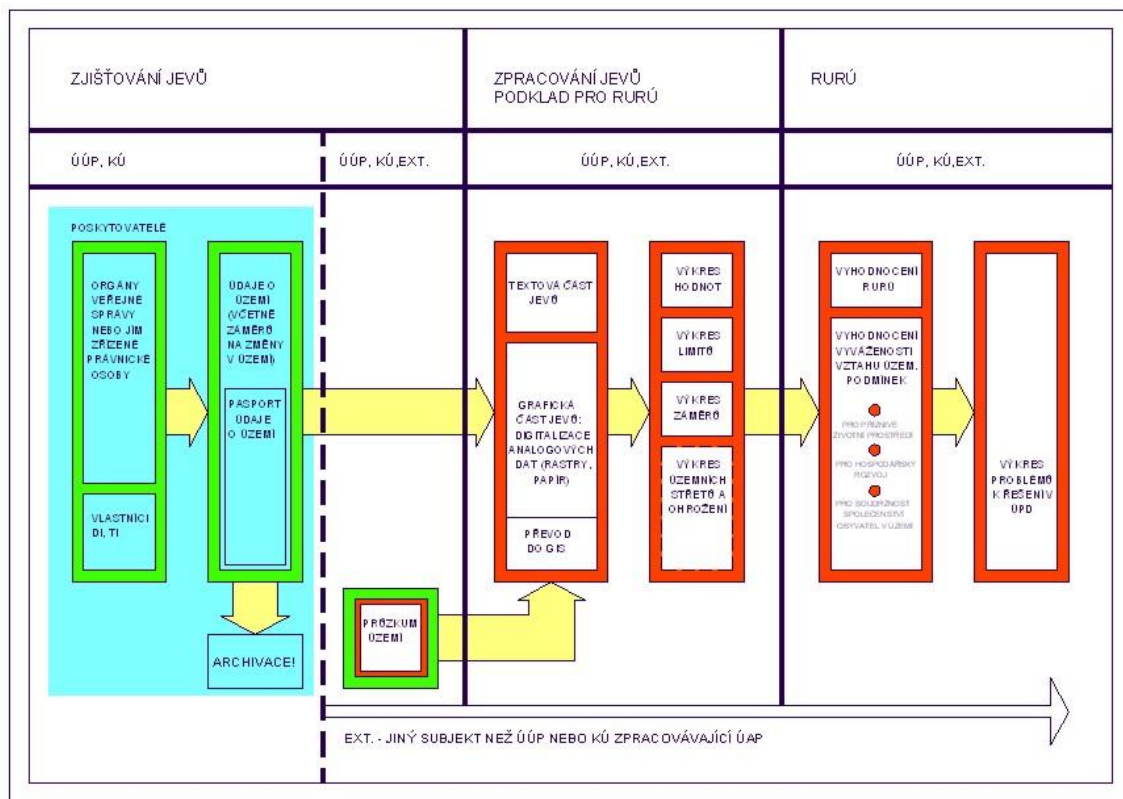 ZJIŠŤOVÁNÍ JEVŮ
ZPRACOVÁNÍ JEVŮ
PODKLAD PRO RURÚ
RURÚ
ÚÚP, KÚ
ÚÚP, KÚ,EXT.
ÚÚP, KÚ,EXT.
ÚÚP, KÚ,EXT.
POSKYTOVATELÉ
ORGÁNY
VEŘEJNÉ
SPRÁVY
NEBO JÍM
ZŘÍZENÉ
PRÁVNICKÉ
OSOBY
VLASTNÍCI
DI, TI
ÚDAJE O
ÚZEMÍ
(VČETNĚ
ZÁMĚRŮ
NA ZMĚNY
V ÚZEMÍ)
PASPORT
ÚDAJE
O ÚZEMÍ
ARCHIVACE!
PRŮZKUM
ÚZEMÍ
TEXTOVÁ ČÁST
JEVŮ
GRAFICKÁ
ČÁST JEVŮ:
DIGITALIZACE
ANALOGOVÝCH
DAT (RASTRY,
PAPÍR)
PŘEVOD
DO GIS
VÝKRES
HODNOT
VÝKRES
LIMITŮ
VÝKRES
ZÁMĚRŮ
VÝKRES
ÚZEMNÍCH
STŘETŮ A
OHROŽENÍ
VYHODNOCENÍ
RURÚ
VYHODNOCENÍ
VYVÁŽENOSTI
VZTAHU ÚZEM.
PODMÍNEK
PRO PŘÍZNIVÉ
ŽIVOTNÍ PROSTŘEDÍ
PRO HOSPODÁŘSKÝ
ROZVOJ
PRO SOUDRŽNOST
SPOLEČENSTVÍ
OBYVATEL V ÚZEMÍ
VÝKRES
PROBLÉMŮ
K ŘEŠENÍ V
ÚPD
EXT. - JINÝ SUBJEKT NEŽ ÚÚP NEBO KÚ ZPRACOVÁVAJÍCÍ ÚAP